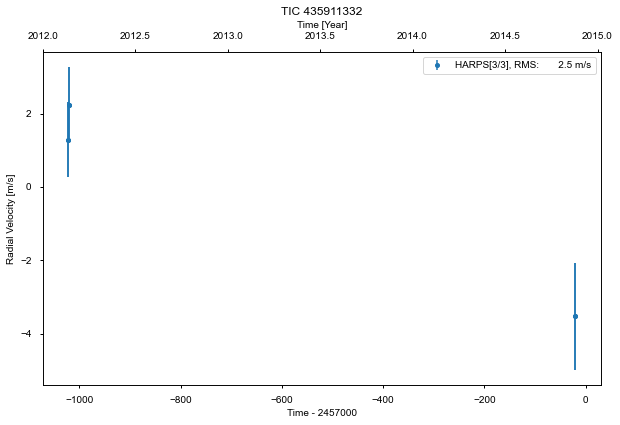 TIC 435911332
Time [Year]
2012.0 2012.5 2013.0 2013.5 2014.0 2014.5 2015.0
HARPS[3/3], RMS: 2.5 m/s
Radial Velocity [m/s]
2
0
−2
−4
−1000 −800 −600 −400 −200 0
Time - 2457000